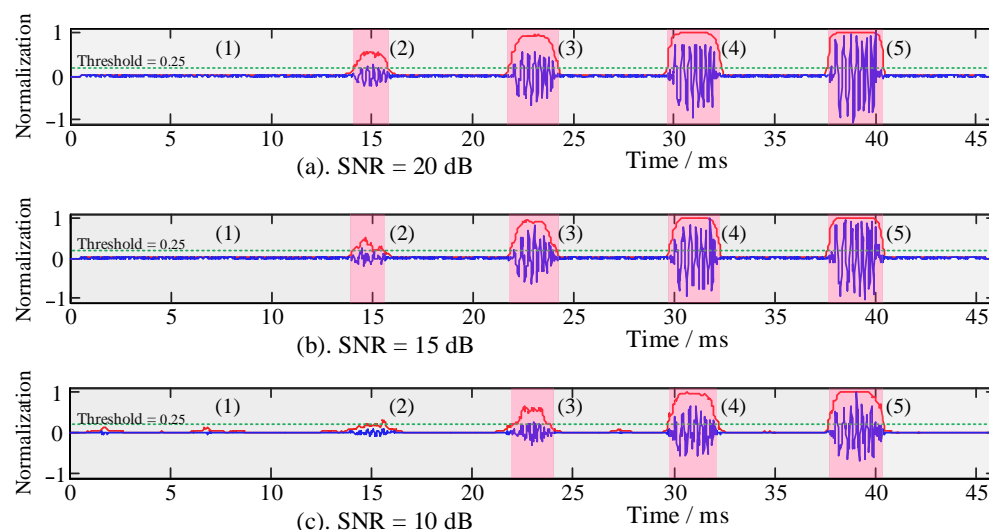 1
(1) (2) (3) (4) (5)
Threshold = 0.25
0
-1
Normalization
0 5 10 15 20 25 30 35 40 45
Time / ms
(a). SNR = 20 dB
1
(1) (2) (3) (4) (5)
Threshold = 0.25
0
-1
Normalization
0 5 10 15 20 25 30 35 40 45
Time / ms
(b). SNR = 15 dB
1
(1) (2) (3) (4) (5)
Threshold = 0.25
0
-1
Normalization
0 5 10 15 20 25 30 35 40 45
Time / ms
(c). SNR = 10 dB